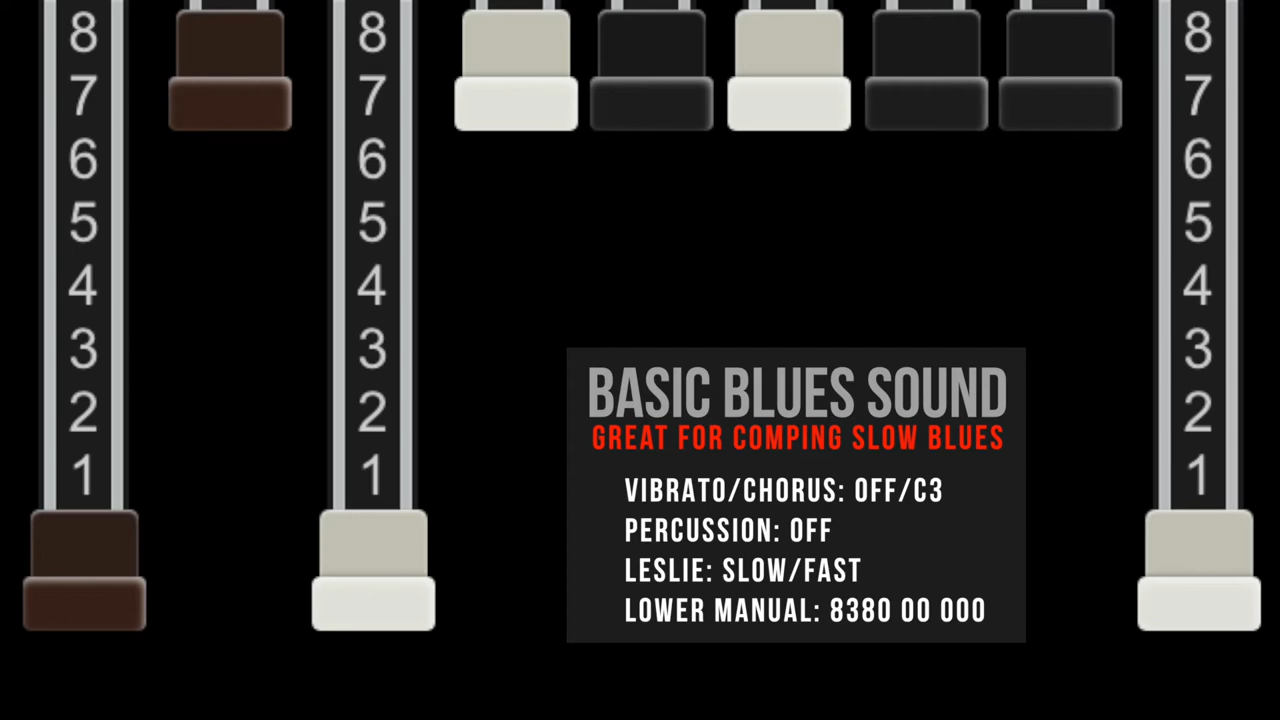 8 8 8
7 7 7
6 6 6
5 5 5
4 4 4
3 3 3
2 2 2
1 1 1
BASIC BLUES SOUND
GREAT FOR COMPING SLOW BLUES
VIBRATO/CHORUS: OFF/C3
PERCUSSION: OFF
LESLIE: SLOW/FAST
LOWER MANUAL: 8380 00 000